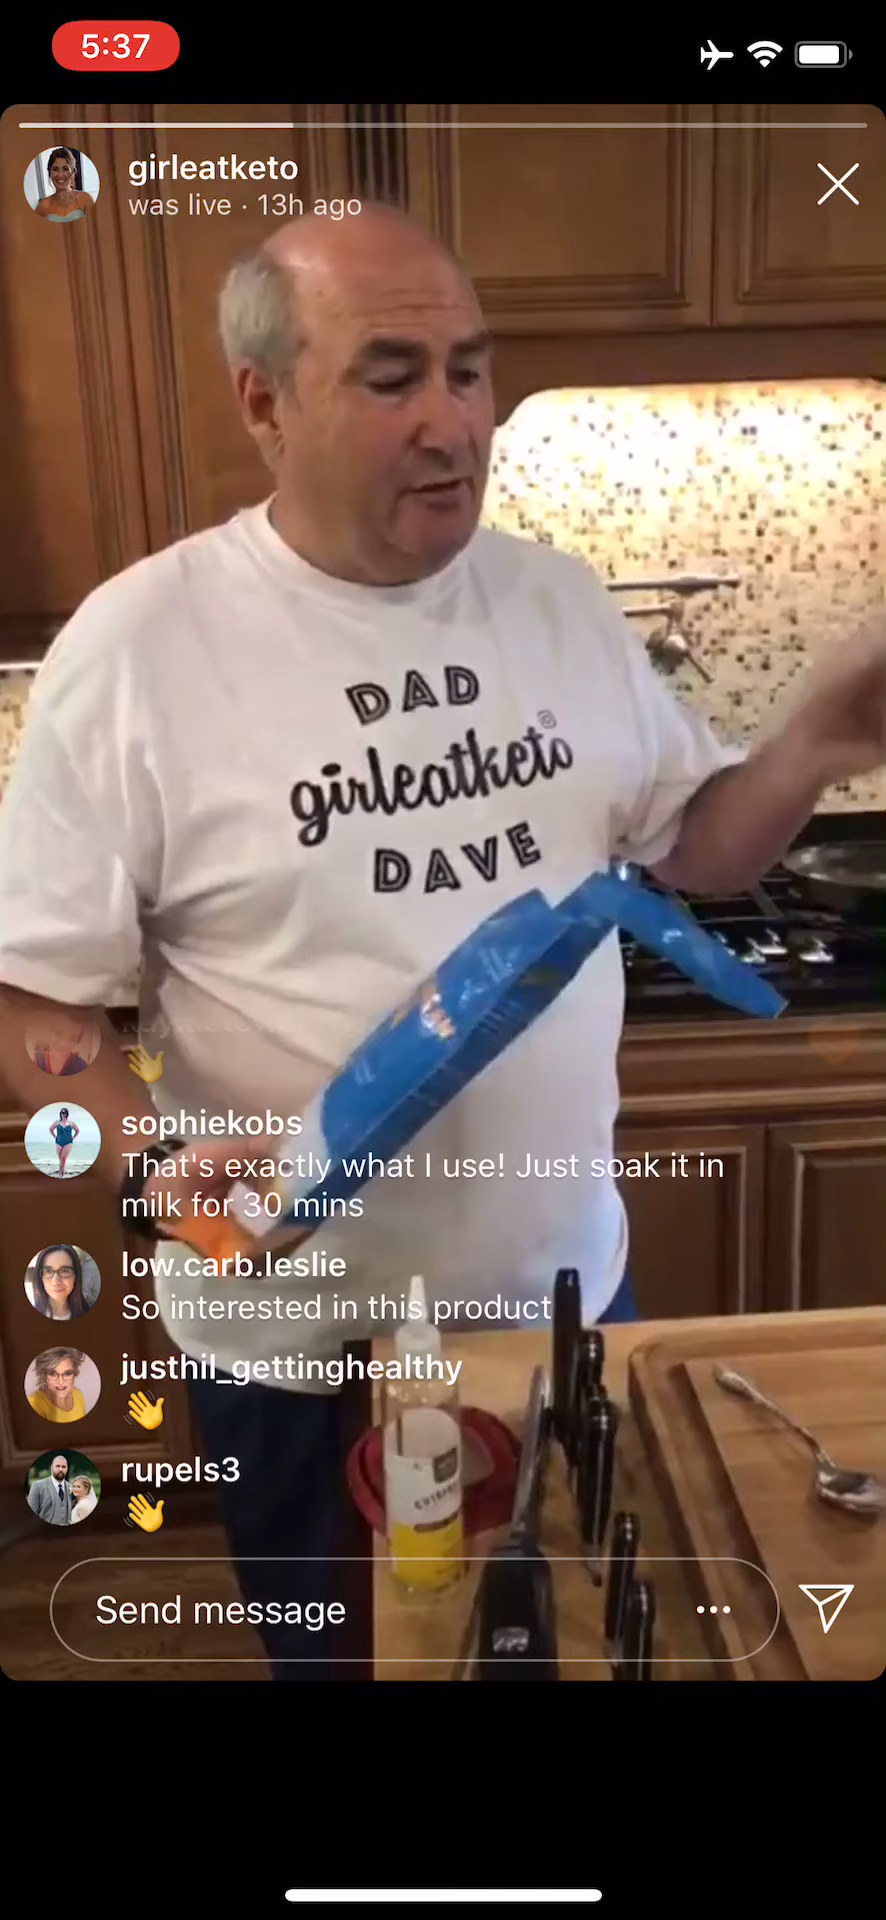 5:37
girleatketo
was live · 13h ago
DAD
girleatketo
DAVE
sophiekobs
That's exactly what I use! Just soak it in
milk for 30 mins
low.carb.leslie
So interested in this product
justhil_gettinghealthy
rupels3
Send message